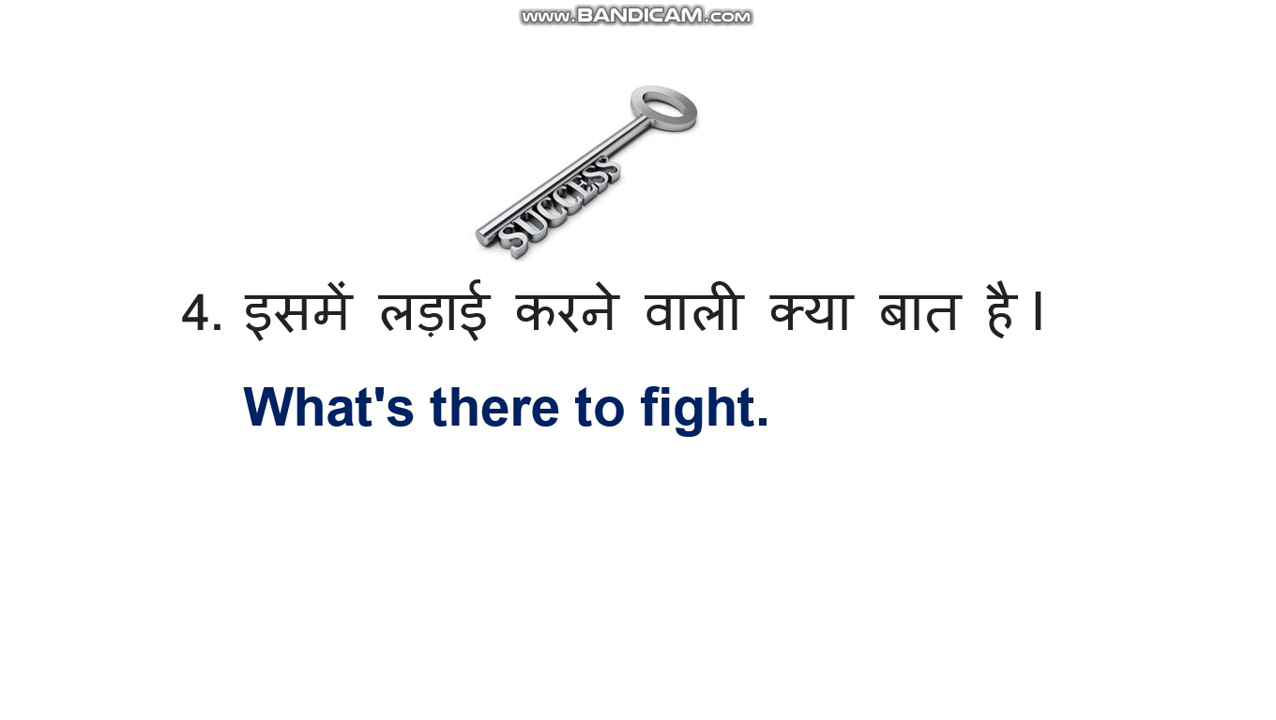 www.BANDICAM.com
SUCCESS
4. इसमें लड़ाई करने वाली क्या बात है I
What's there to fight.